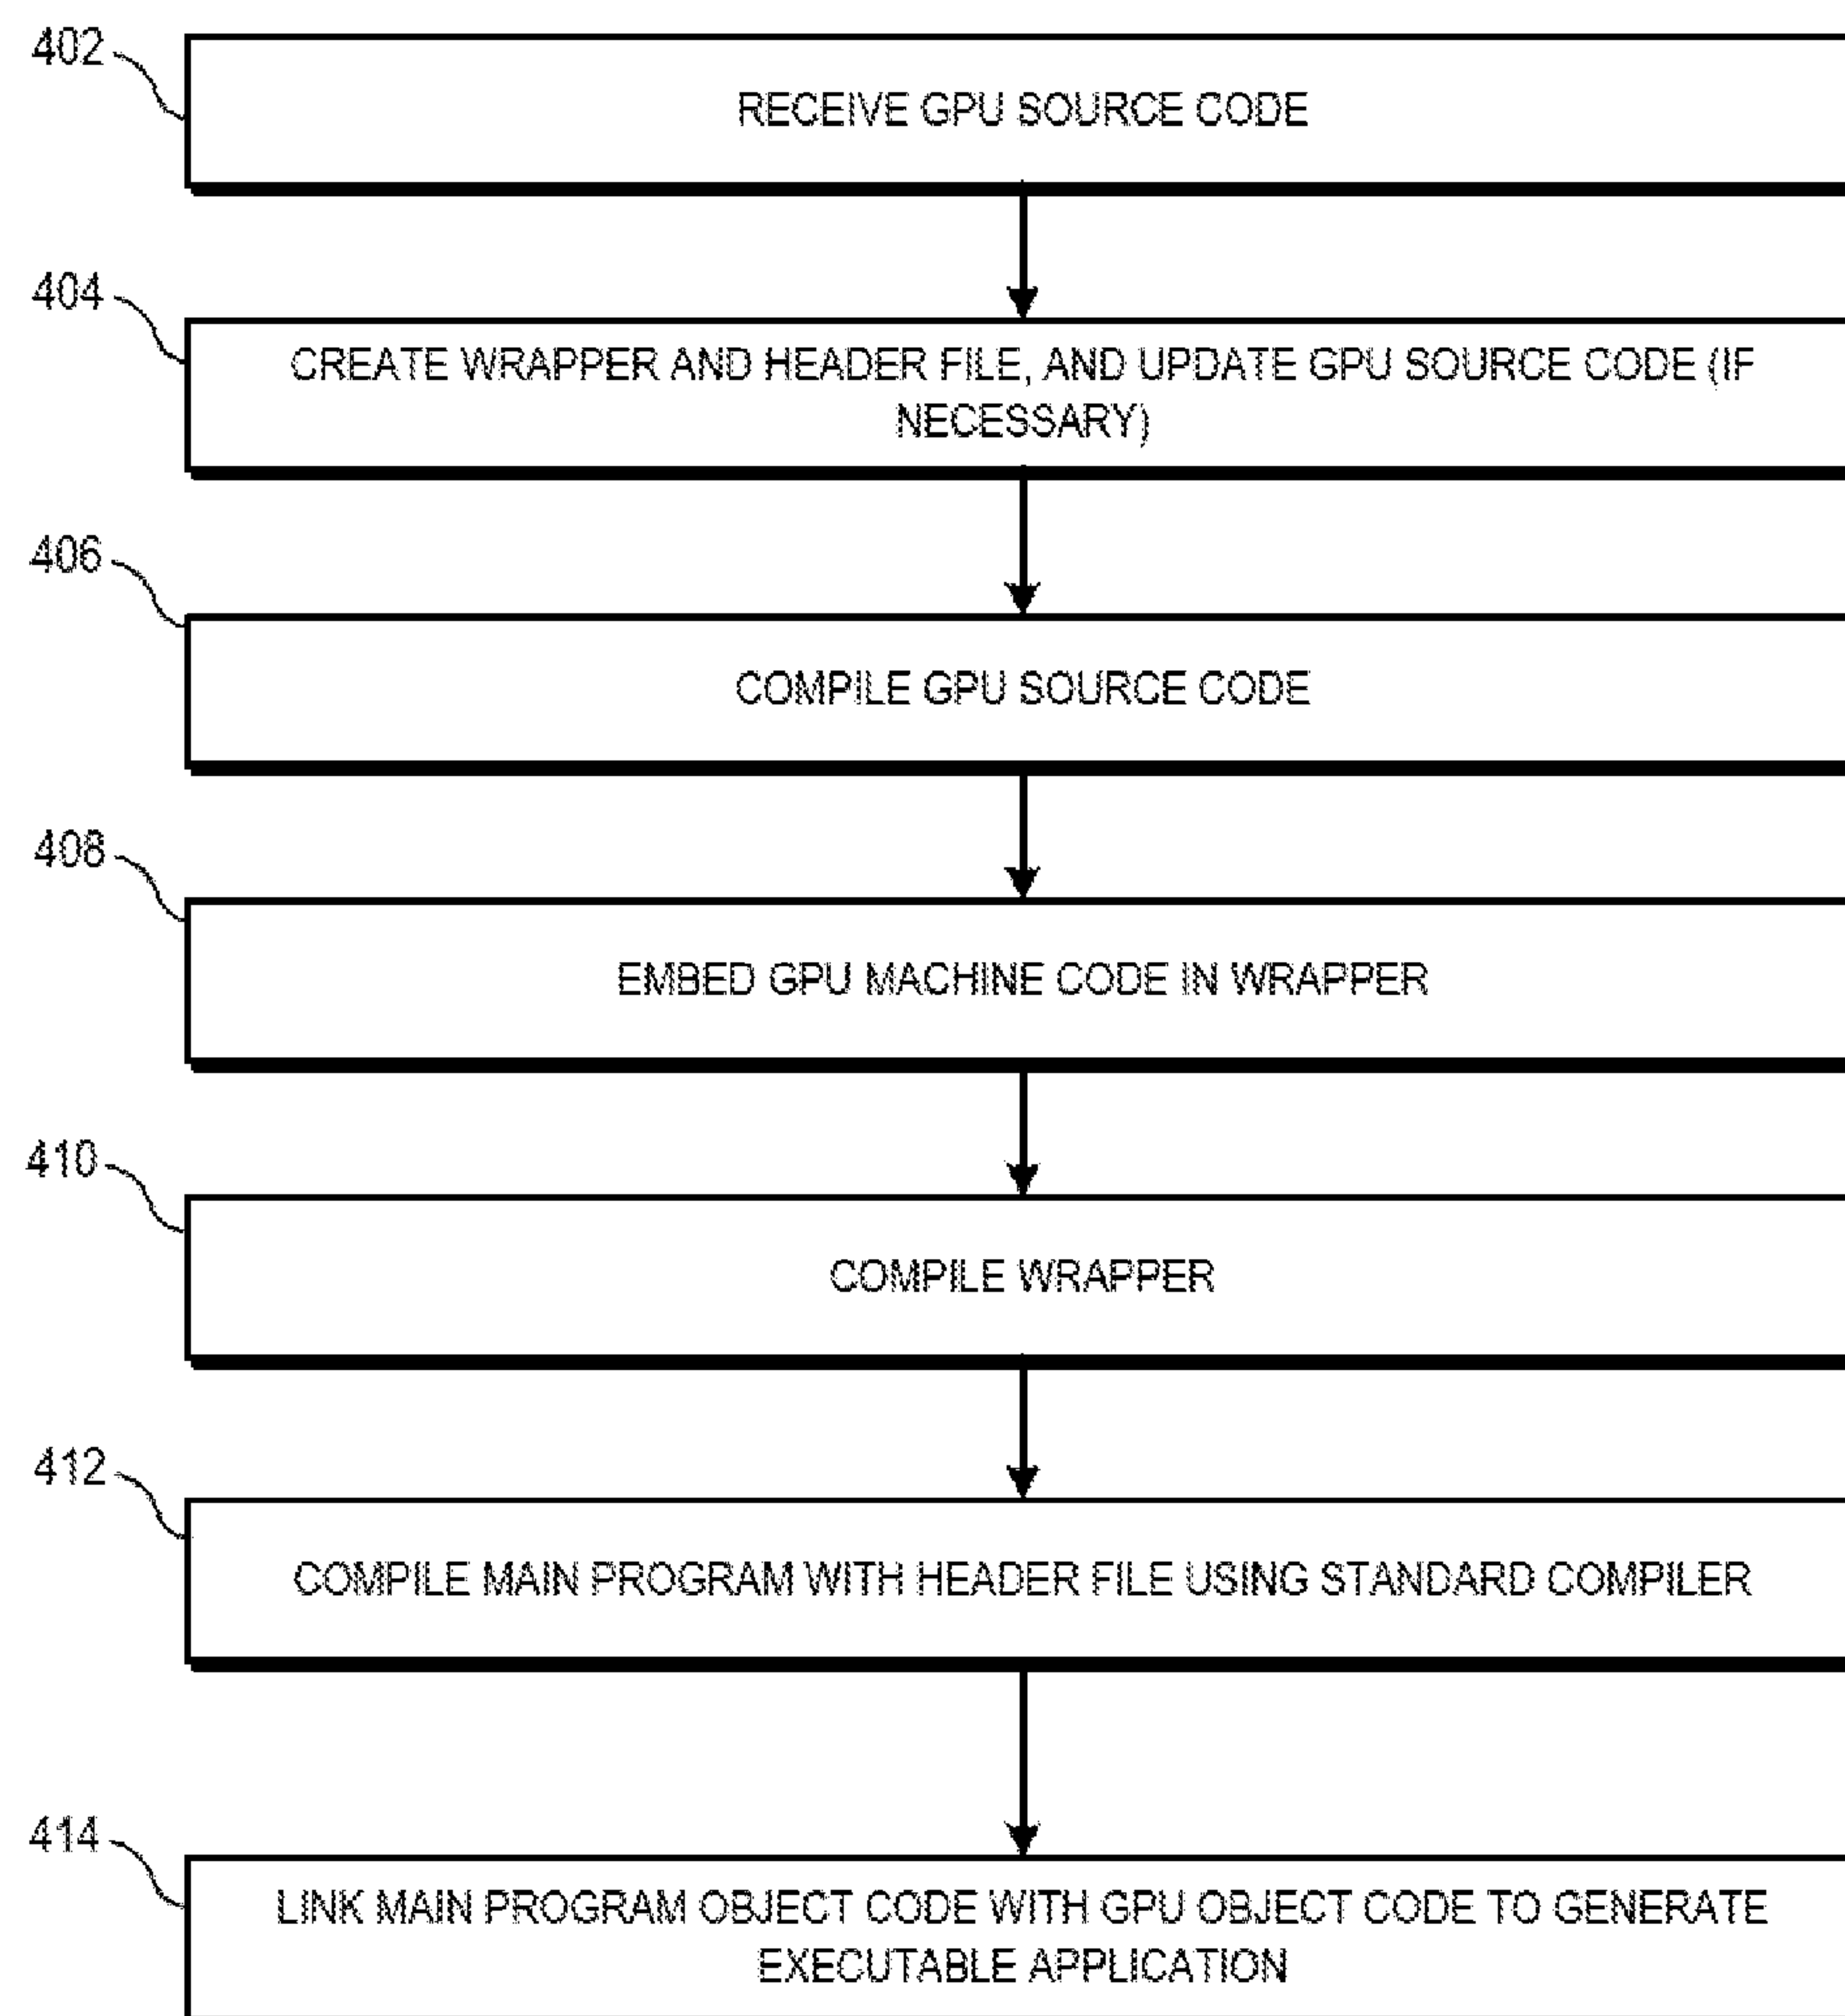 402
RECEIVE GPU SOURCE CODE
404
CREATE WRAPPER AND HEADER FILE, AND UPDATE GPU SOURCE CODE (IF
NECESSARY)
406
COMPILE GPU SOURCE CODE
408
EMBED GPU MACHINE CODE IN WRAPPER
410
COMPILE WRAPPER
412
COMPILE MAIN PROGRAM WITH HEADER FILE USING STANDARD COMPILER
414
LINK MAIN PROGRAM OBJECT CODE WITH GPU OBJECT CODE TO GENERATE
EXECUTABLE APPLICATION